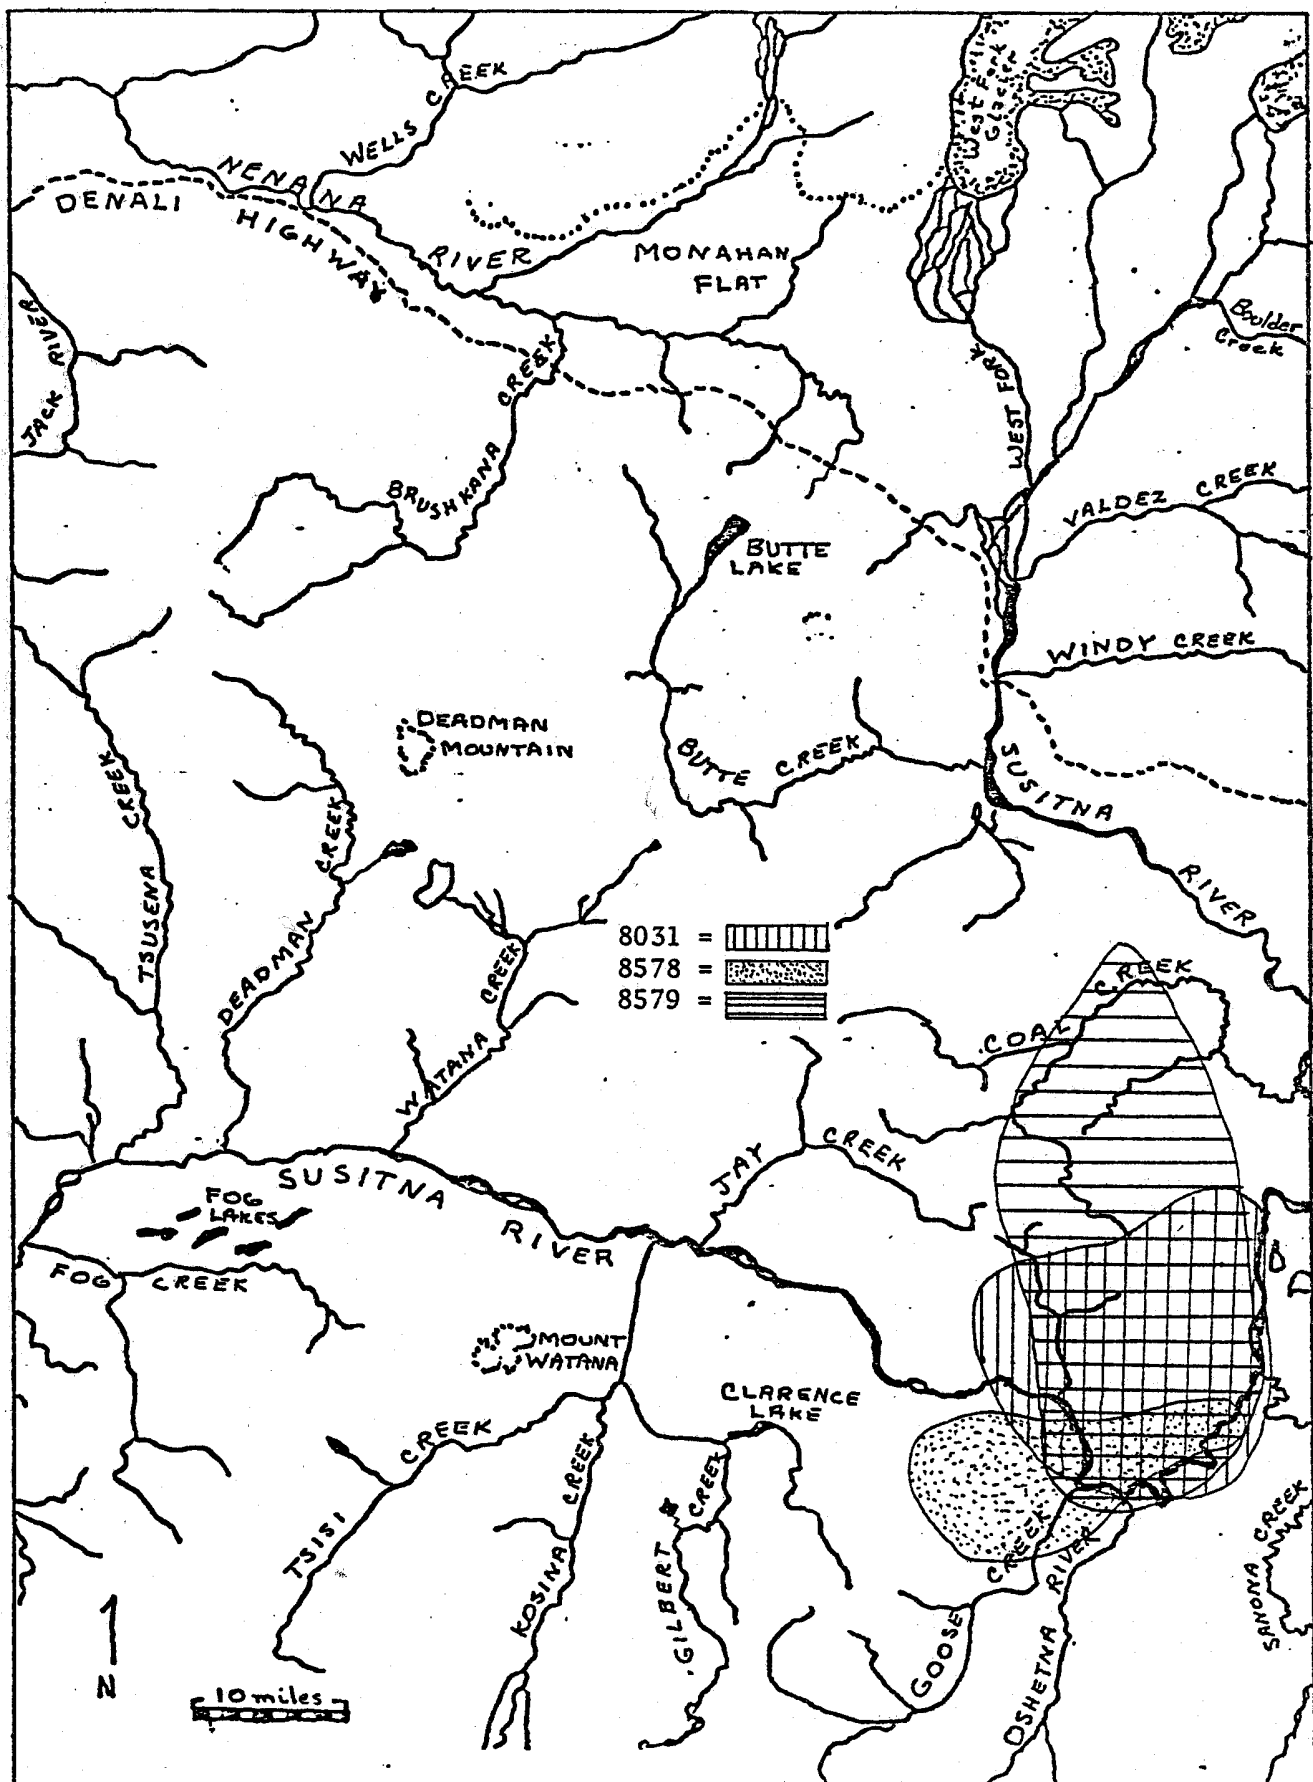 West Fork
Glacier
WELLS CREEK
NENANA
RIVER
DENALI
HIGHWAY
MONAHAN
FLAT
Boulder
Creek
JACK RIVER
WEST FORK
BRUSHKANA CREEK
VALDEZ CREEK
BUTTE
LAKE
WINDY CREEK
DEADMAN
MOUNTAIN
BUTTE CREEK
SUSITNA
RIVER
TSUSENA CREEK
DEADMAN CREEK
WATANA CREEK
8031 =
8578 =
8579 =
COAL CREEK
JAY CREEK
SUSITNA
RIVER
FOG
LAKES
FOG CREEK
MOUNT
WATANA
CLARENCE
LAKE
TSISI CREEK
KOSINA CREEK
GILBERT CREEK
GOOSE CREEK
OSHETNA RIVER
SANONA CREEK
N
10 miles